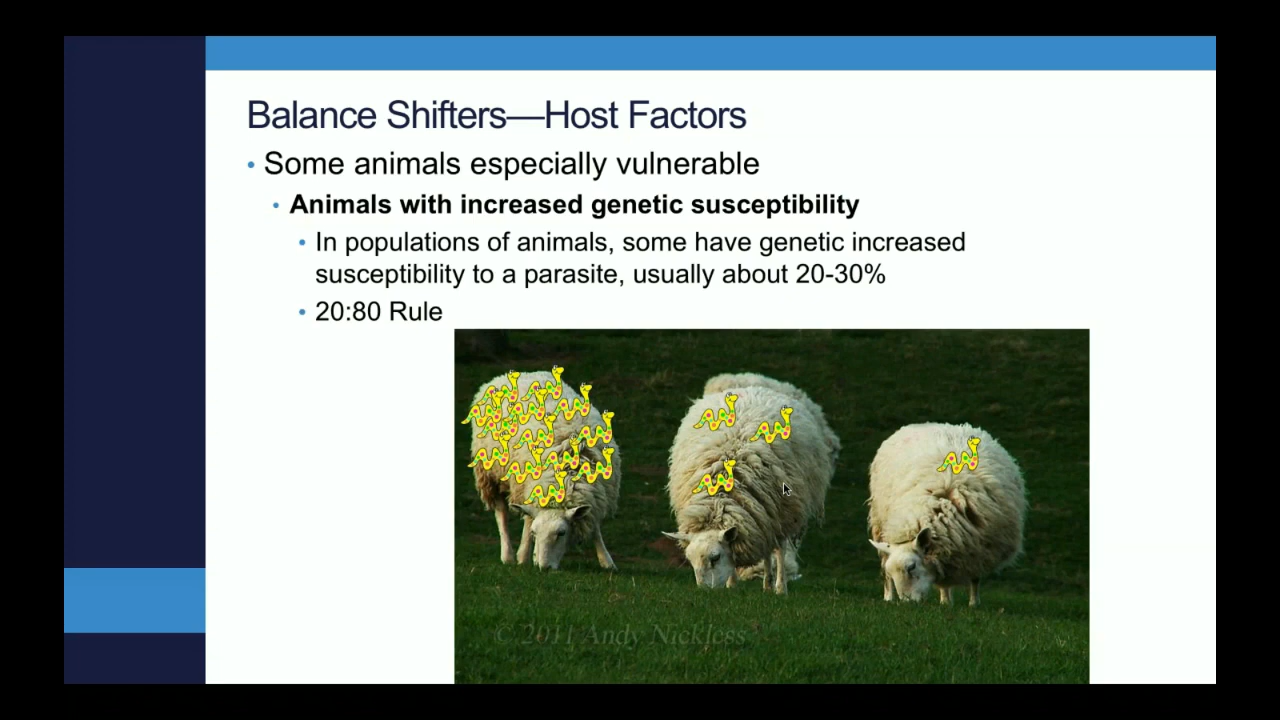 Balance Shifters—Host Factors
• Some animals especially vulnerable
• Animals with increased genetic susceptibility
• In populations of animals, some have genetic increased
susceptibility to a parasite, usually about 20-30%
• 20:80 Rule
© 2011 Andy Nickless